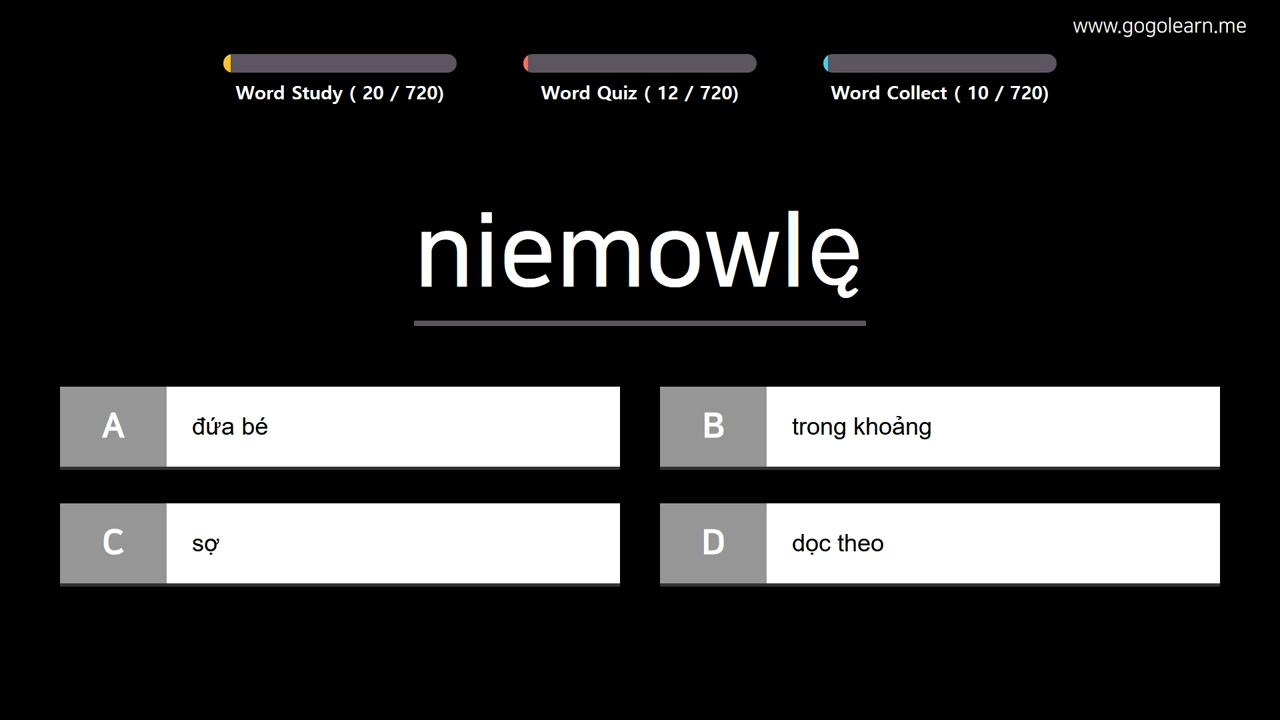 www.gogolearn.me
Word Study ( 20 / 720)
Word Quiz ( 12 / 720)
Word Collect ( 10 / 720)
niemowlę
A đứa bé
B trong khoảng
C sợ
D dọc theo